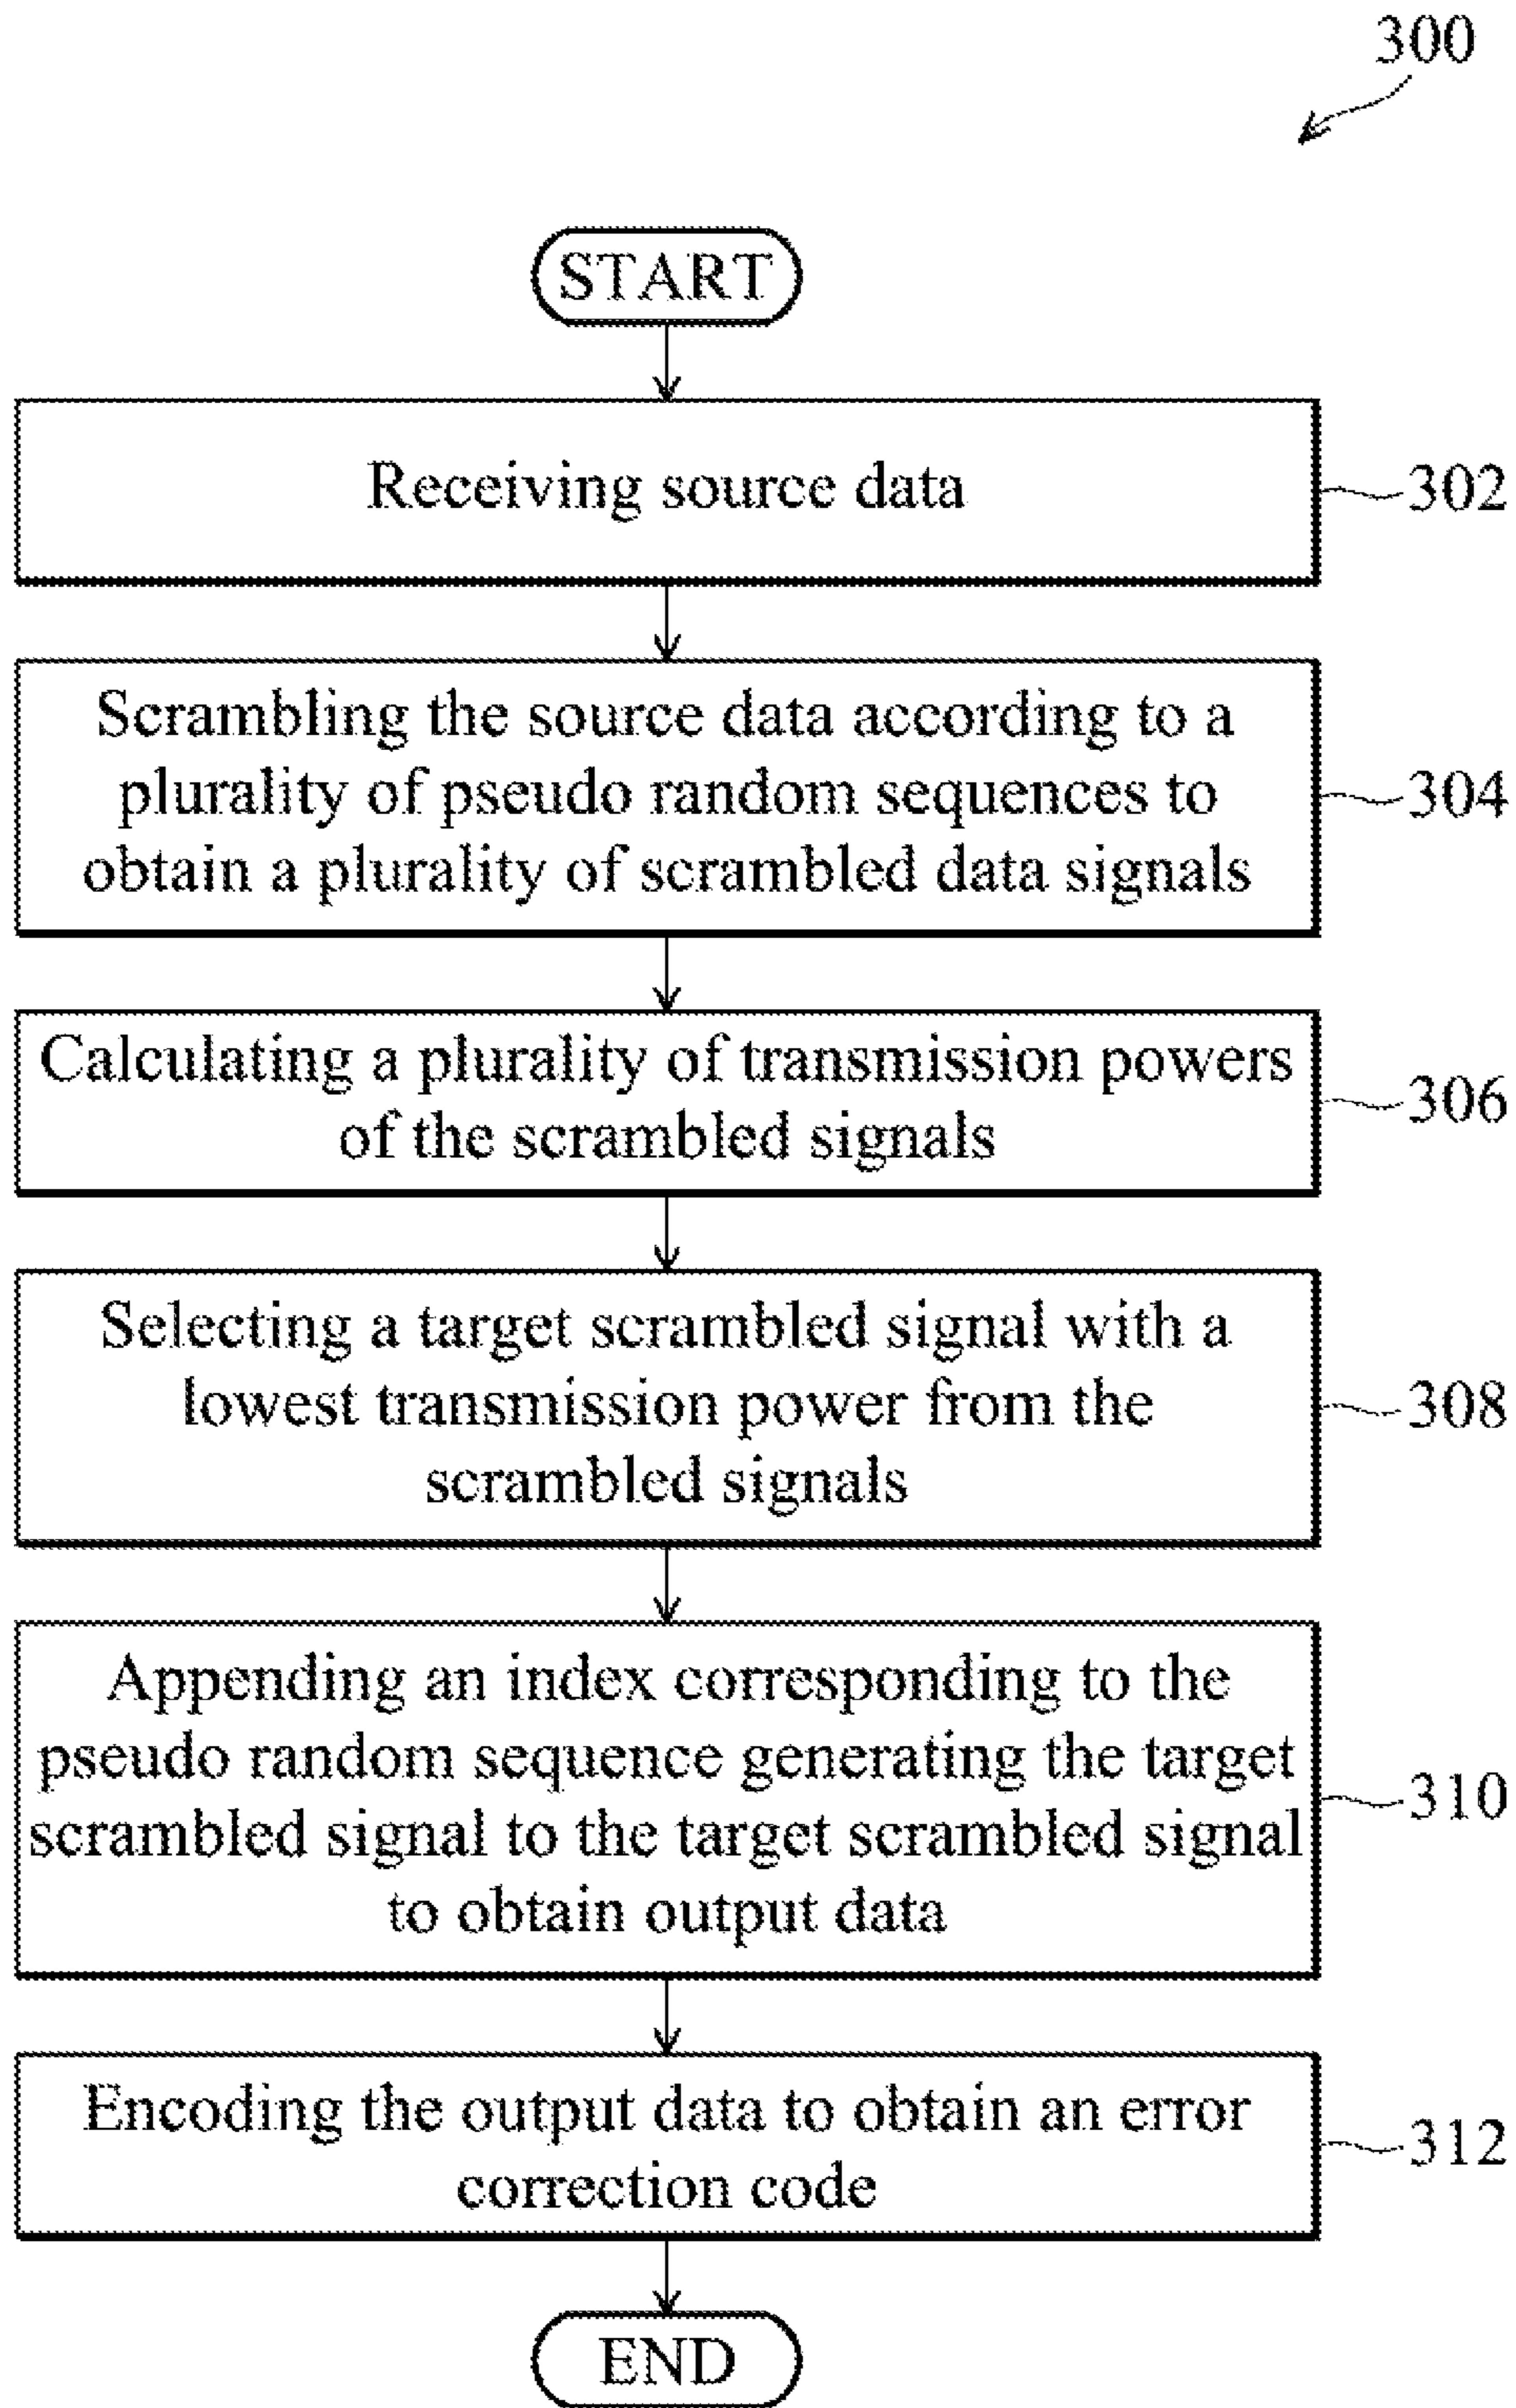 300
START
Receiving source data
302
Scrambling the source data according to a
plurality of pseudo random sequences to
obtain a plurality of scrambled data signals
304
Calculating a plurality of transmission powers
of the scrambled signals
306
Selecting a target scrambled signal with a
lowest transmission power from the
scrambled signals
308
Appending an index corresponding to the
pseudo random sequence generating the target
scrambled signal to the target scrambled signal
to obtain output data
310
Encoding the output data to obtain an error
correction code
312
END